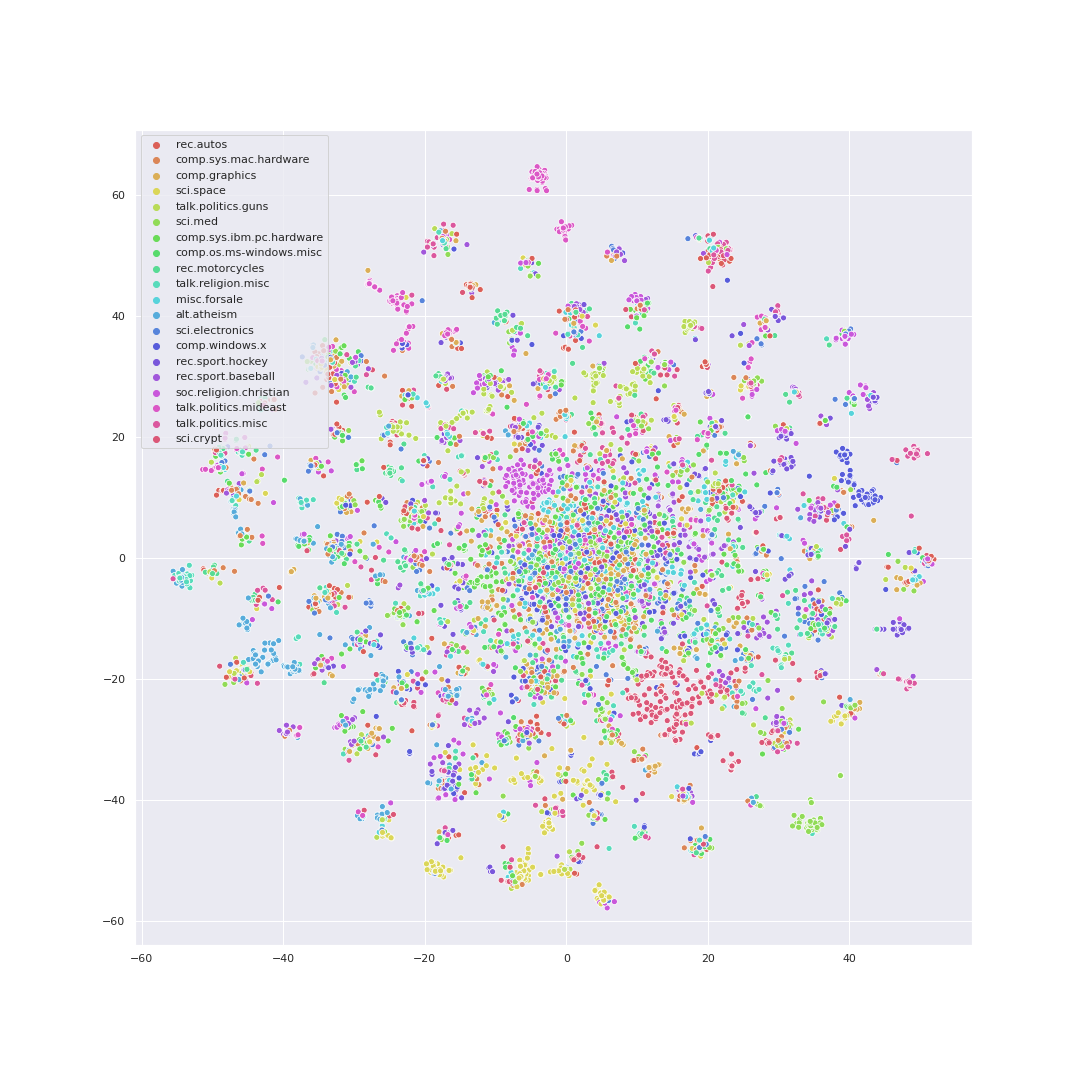 rec.autos
comp.sys.mac.hardware
comp.graphics
sci.space
talk.politics.guns
sci.med
comp.sys.ibm.pc.hardware
comp.os.ms-windows.misc
rec.motorcycles
talk.religion.misc
misc.forsale
alt.atheism
sci.electronics
comp.windows.x
rec.sport.hockey
rec.sport.baseball
soc.religion.christian
talk.politics.mideast
talk.politics.misc
sci.crypt
60
40
20
0
−20
−40
−60
−60 −40 −20 0 20 40